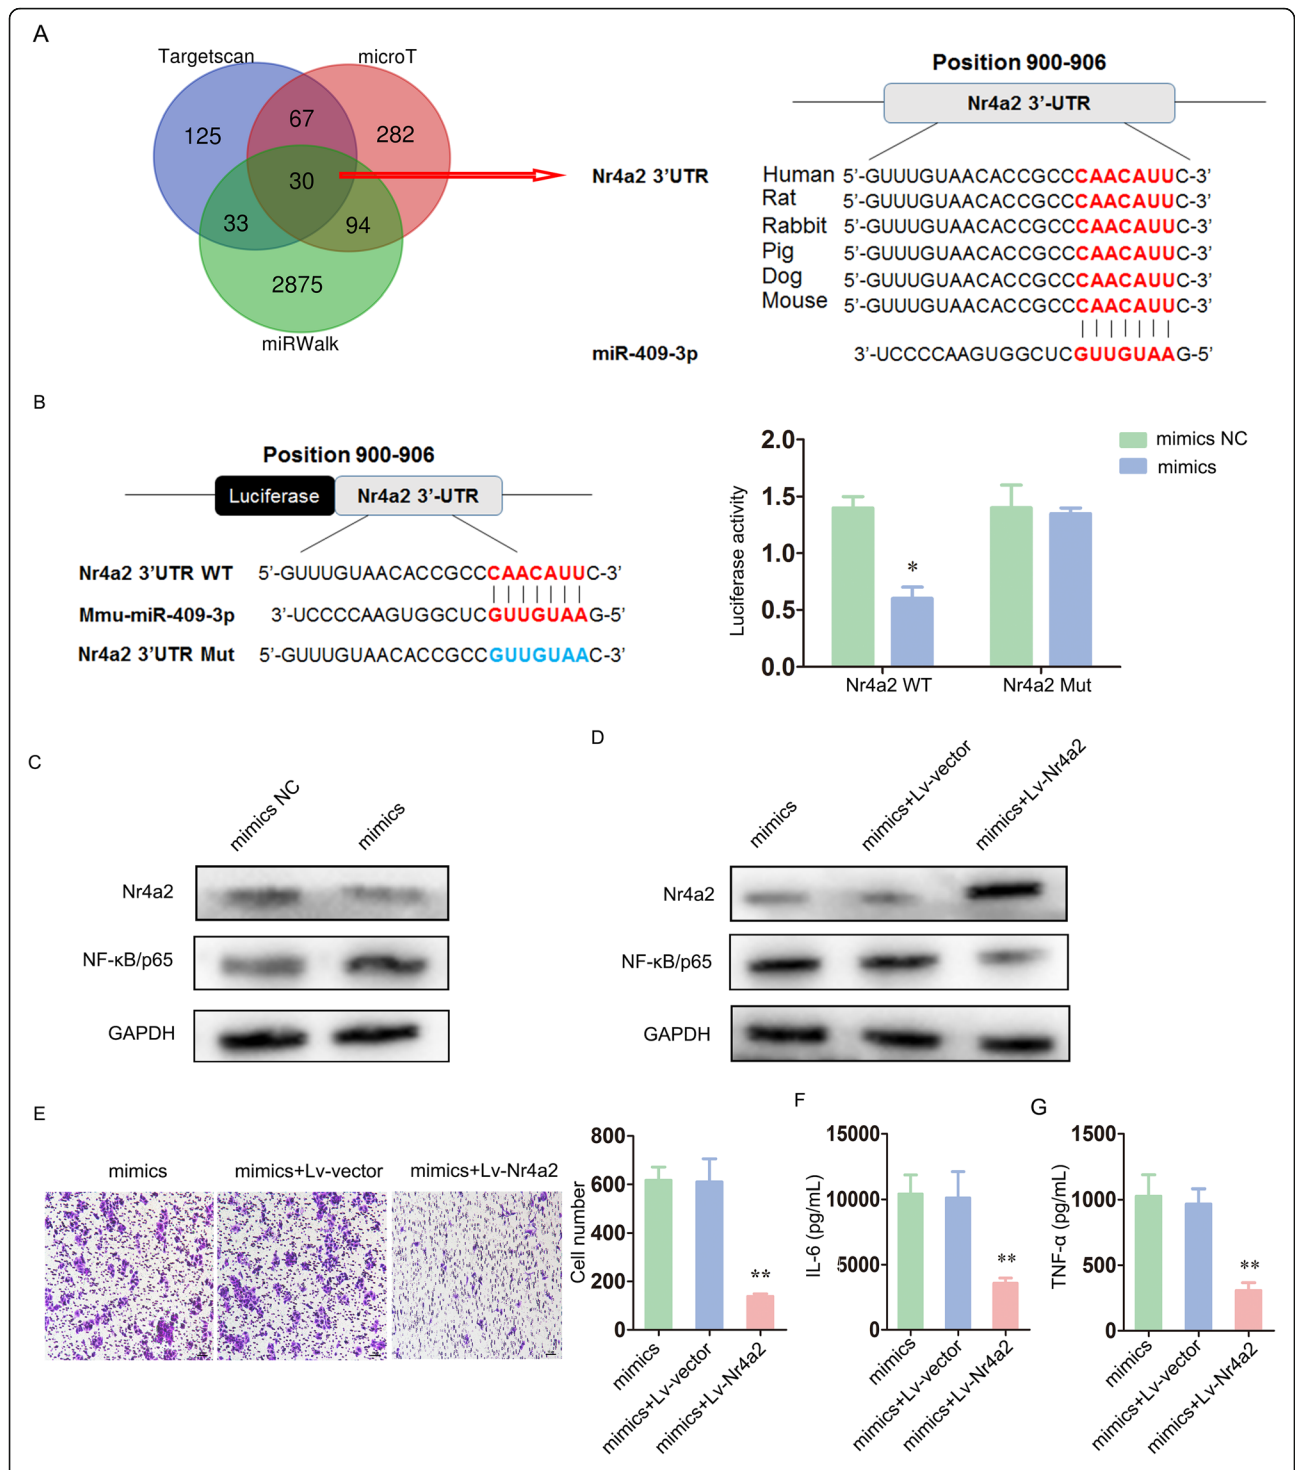 A
Targetscan
microT
125
67
282
30
33
94
2875
miRWalk
Position 900-906
Nr4a2 3'-UTR
Nr4a2 3'UTR
Human 5'-GUUUGUAACACCGCCCAACAUUC-3'
Rat 5'-GUUUGUAACACCGCCCAACAUUC-3'
Rabbit 5'-GUUUGUAACACCGCCCAACAUUC-3'
Pig 5'-GUUUGUAACACCGCCCAACAUUC-3'
Dog 5'-GUUUGUAACACCGCCCAACAUUC-3'
Mouse 5'-GUUUGUAACACCGCCCAACAUUC-3'
miR-409-3p 3'-UCCCCAAGUGGCUCGUUGUAAG-5'
B
Position 900-906
Luciferase Nr4a2 3'-UTR
Nr4a2 3'UTR WT 5'-GUUUGUAACACCGCCCAACAUUC-3'
Mmu-miR-409-3p 3'-UCCCCAAGUGGCUCGUUGUAAG-5'
Nr4a2 3'UTR Mut 5'-GUUUGUAACACCGCCGUUGUAAC-3'
Luciferase activity
2.0
1.5
1.0
0.5
0.0
*
Nr4a2 WT
Nr4a2 Mut
mimics NC
mimics
C
mimics NC
mimics
Nr4a2
NF-κB/p65
GAPDH
D
mimics
mimics+Lv-vector
mimics+Lv-Nr4a2
Nr4a2
NF-κB/p65
GAPDH
E
mimics
mimics+Lv-vector
mimics+Lv-Nr4a2
Cell number
800
600
400
200
0
**
mimics
mimics+Lv-vector
mimics+Lv-Nr4a2
F
IL-6 (pg/mL)
15000
10000
5000
0
**
mimics
mimics+Lv-vector
mimics+Lv-Nr4a2
G
TNF-α (pg/mL)
1500
1000
500
0
**
mimics
mimics+Lv-vector
mimics+Lv-Nr4a2